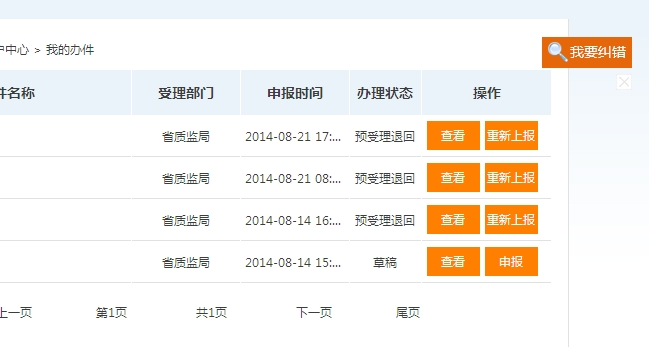 户中心 > 我的办件
我要纠错
件名称 受理部门 申报时间 办理状态 操作
省质监局 2014-08-21 17:... 预受理退回 查看 重新上报
省质监局 2014-08-21 08:... 预受理退回 查看 重新上报
省质监局 2014-08-14 16:... 预受理退回 查看 重新上报
省质监局 2014-08-14 15:... 草稿 查看 申报
上一页 第1页 共1页 下一页 尾页